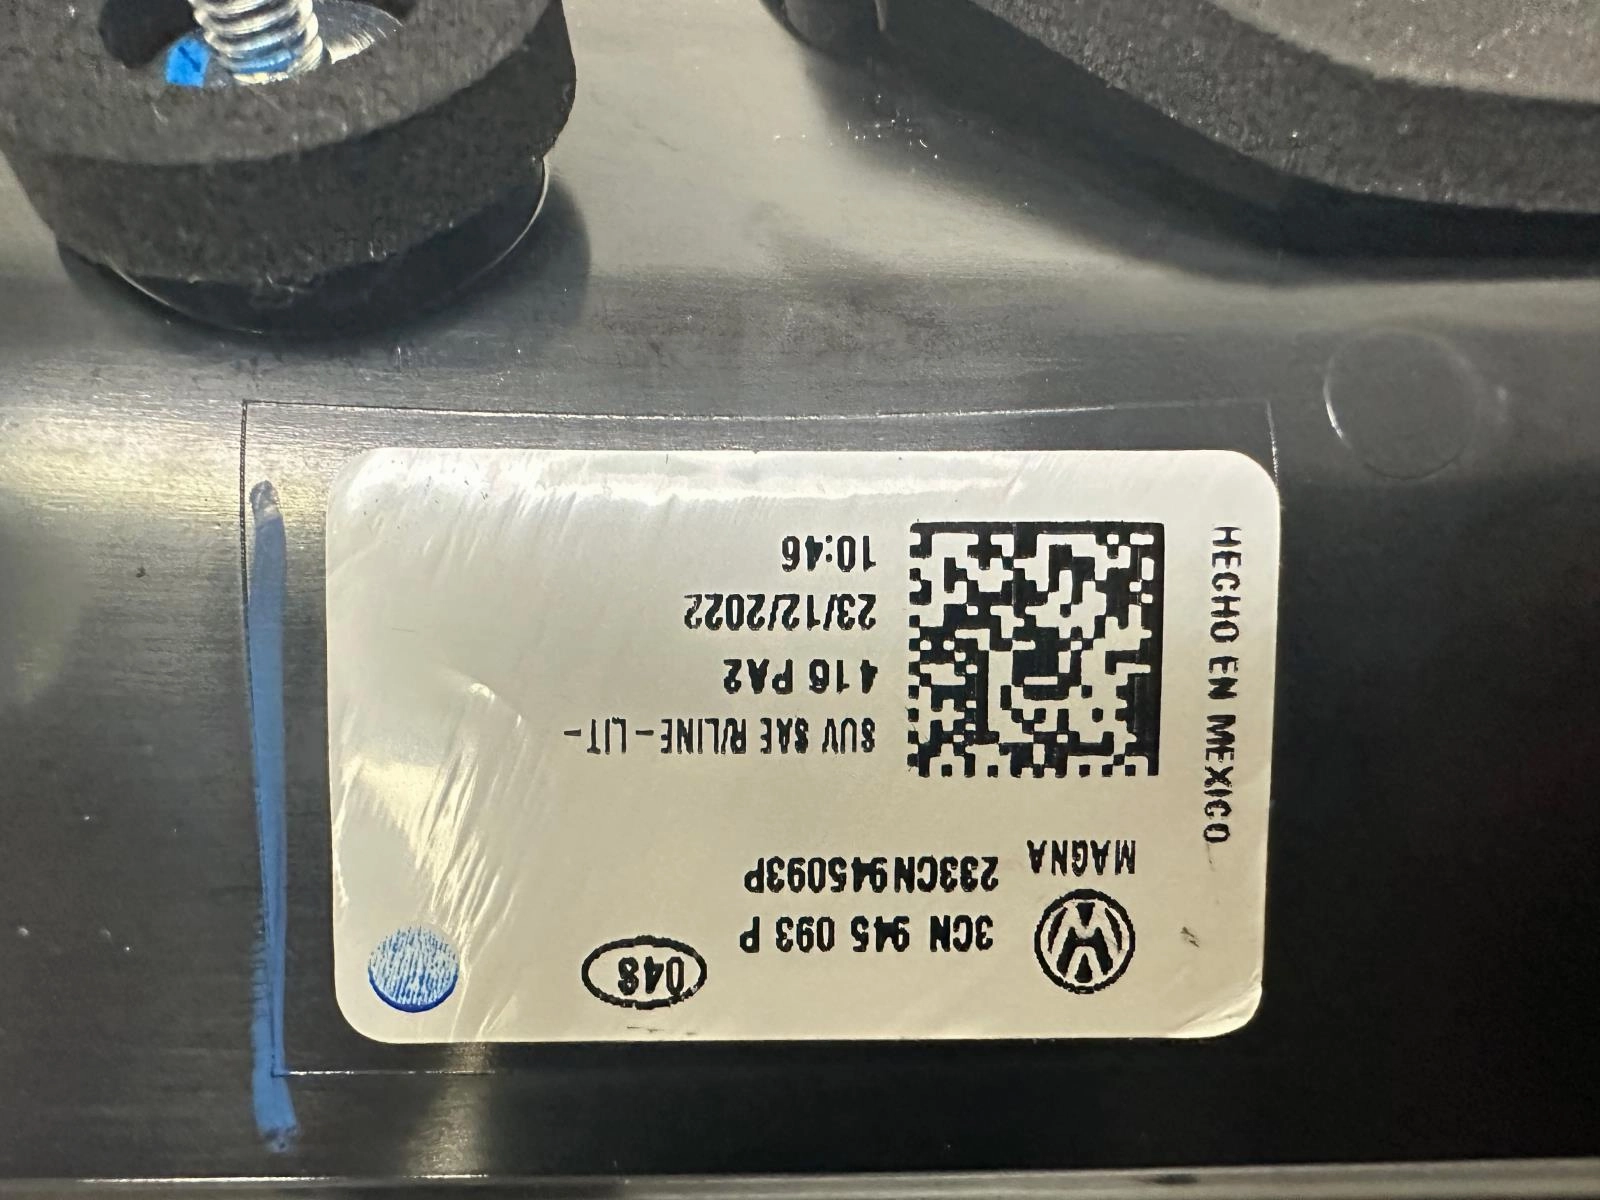 3CN 945 093 P
048
233CN945093P
MAGNA
SUV SAE R/LINE-L/T-
416 PA2
23/12/2022
10:46
HECHO EN MEXICO